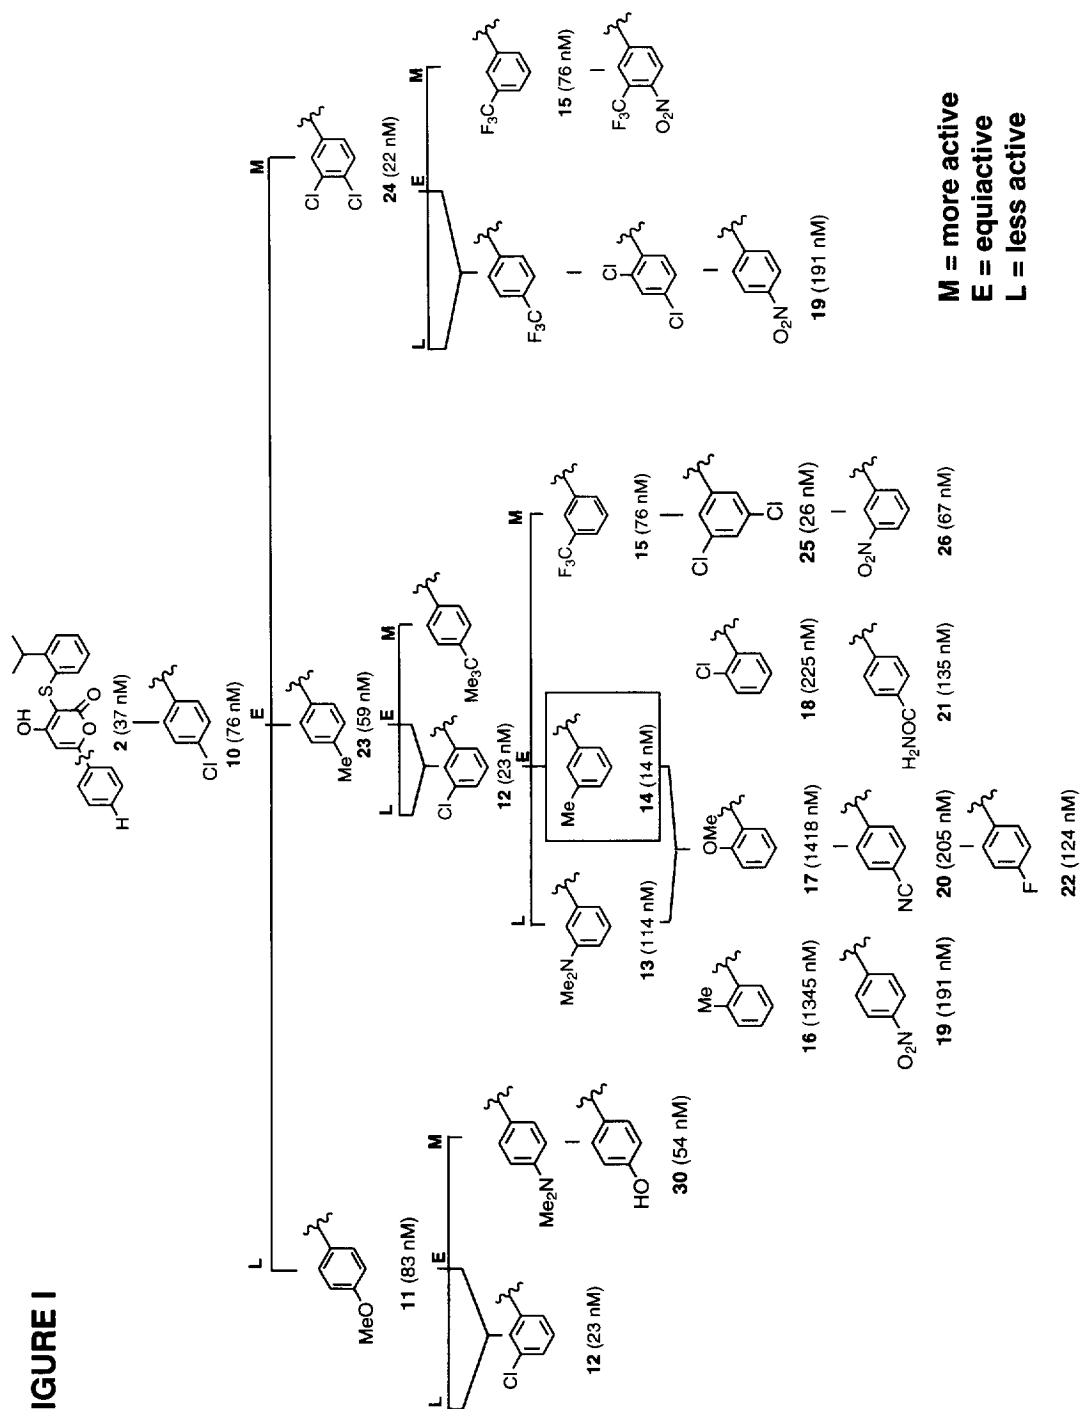 IGURE I
OH
S
O
O
H
2 (37 nM)
Cl
10 (76 nM)
L
E
M
MeO
11 (83 nM)
Me
23 (59 nM)
Cl
Cl
24 (22 nM)
L
E
M
Cl
12 (23 nM)
Me2N
HO
30 (54 nM)
L
E
M
Cl
12 (23 nM)
Me3C
L
E
M
Me2N
13 (114 nM)
Me
14 (14 nM)
F3C
15 (76 nM)
Cl
Cl
25 (26 nM)
O2N
26 (67 nM)
Me
16 (1345 nM)
OMe
17 (1418 nM)
Cl
18 (225 nM)
O2N
19 (191 nM)
NC
20 (205 nM)
H2NOC
21 (135 nM)
F
22 (124 nM)
L
E
M
F3C
Cl
Cl
O2N
19 (191 nM)
F3C
15 (76 nM)
F3C
O2N
M = more active
E = equiactive
L = less active